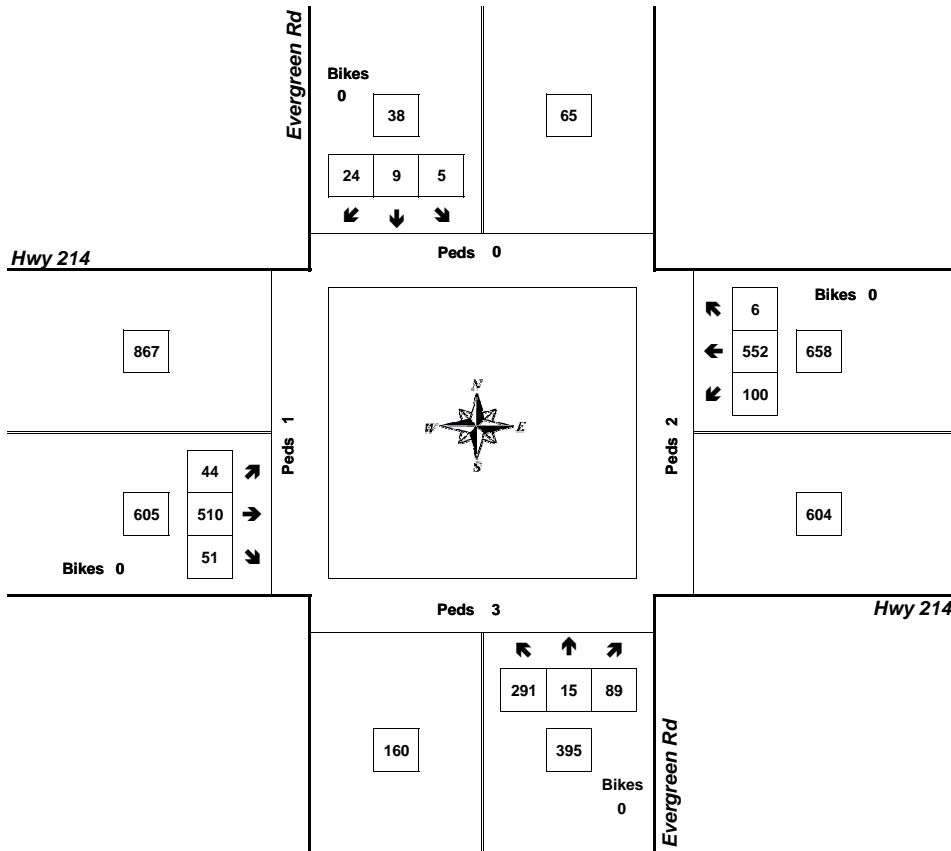 Evergreen Rd
Bikes
0
38
65
24 9 5
Peds 0
Hwy 214
Bikes 0
6
867
552 658
100
N
W E
S
Peds 1
Peds 2
44
605 510
604
51
Bikes 0
Peds 3
Hwy 214
291 15 89
160
395
Bikes
0
Evergreen Rd